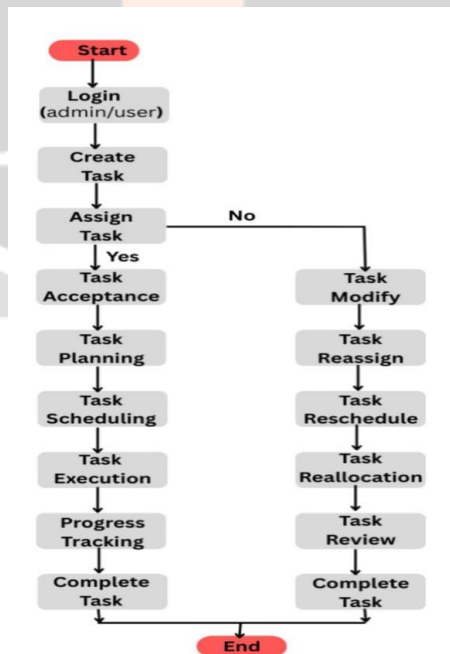 Start
Login
(admin/user)
Create
Task
Assign
Task
No
Yes
Task
Acceptance
Task
Planning
Task
Scheduling
Task
Execution
Progress
Tracking
Complete
Task
Task
Modify
Task
Reassign
Task
Reschedule
Task
Reallocation
Task
Review
Complete
Task
End